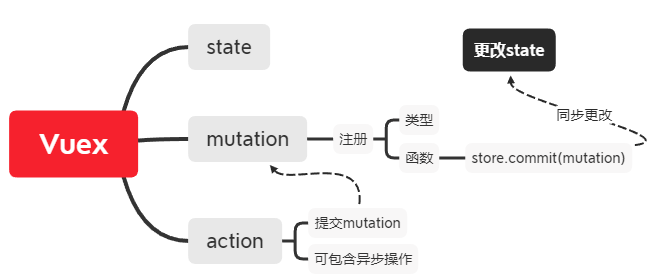 Vuex
state
更改state
同步更改
mutation
注册
类型
函数
store.commit(mutation)
action
提交mutation
可包含异步操作